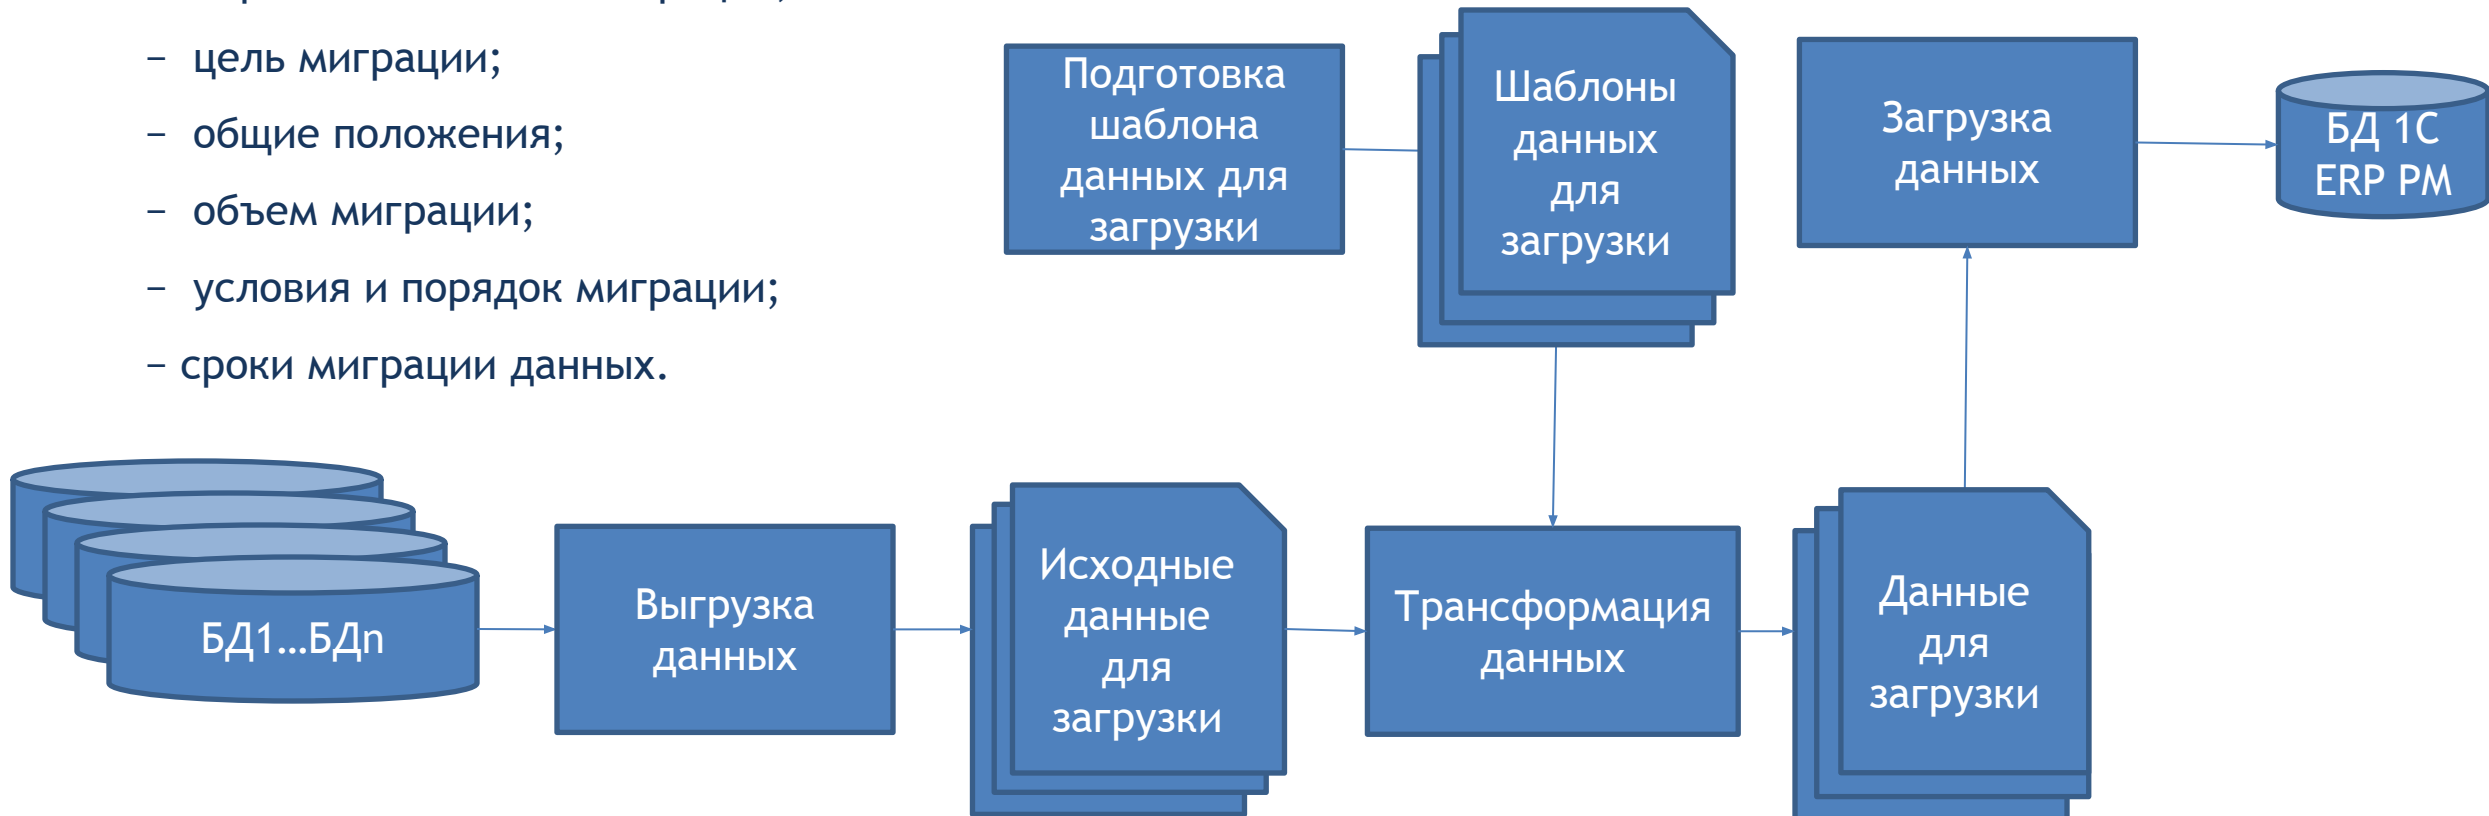 – цель миграции;
– общие положения;
– объем миграции;
– условия и порядок миграции;
– сроки миграции данных.
Подготовка
шаблона
данных для
загрузки
Шаблоны
данных
для
загрузки
Загрузка
данных
БД 1С
ERP PM
БД1...БДn
Выгрузка
данных
Исходные
данные
для
загрузки
Трансформация
данных
Данные
для
загрузки